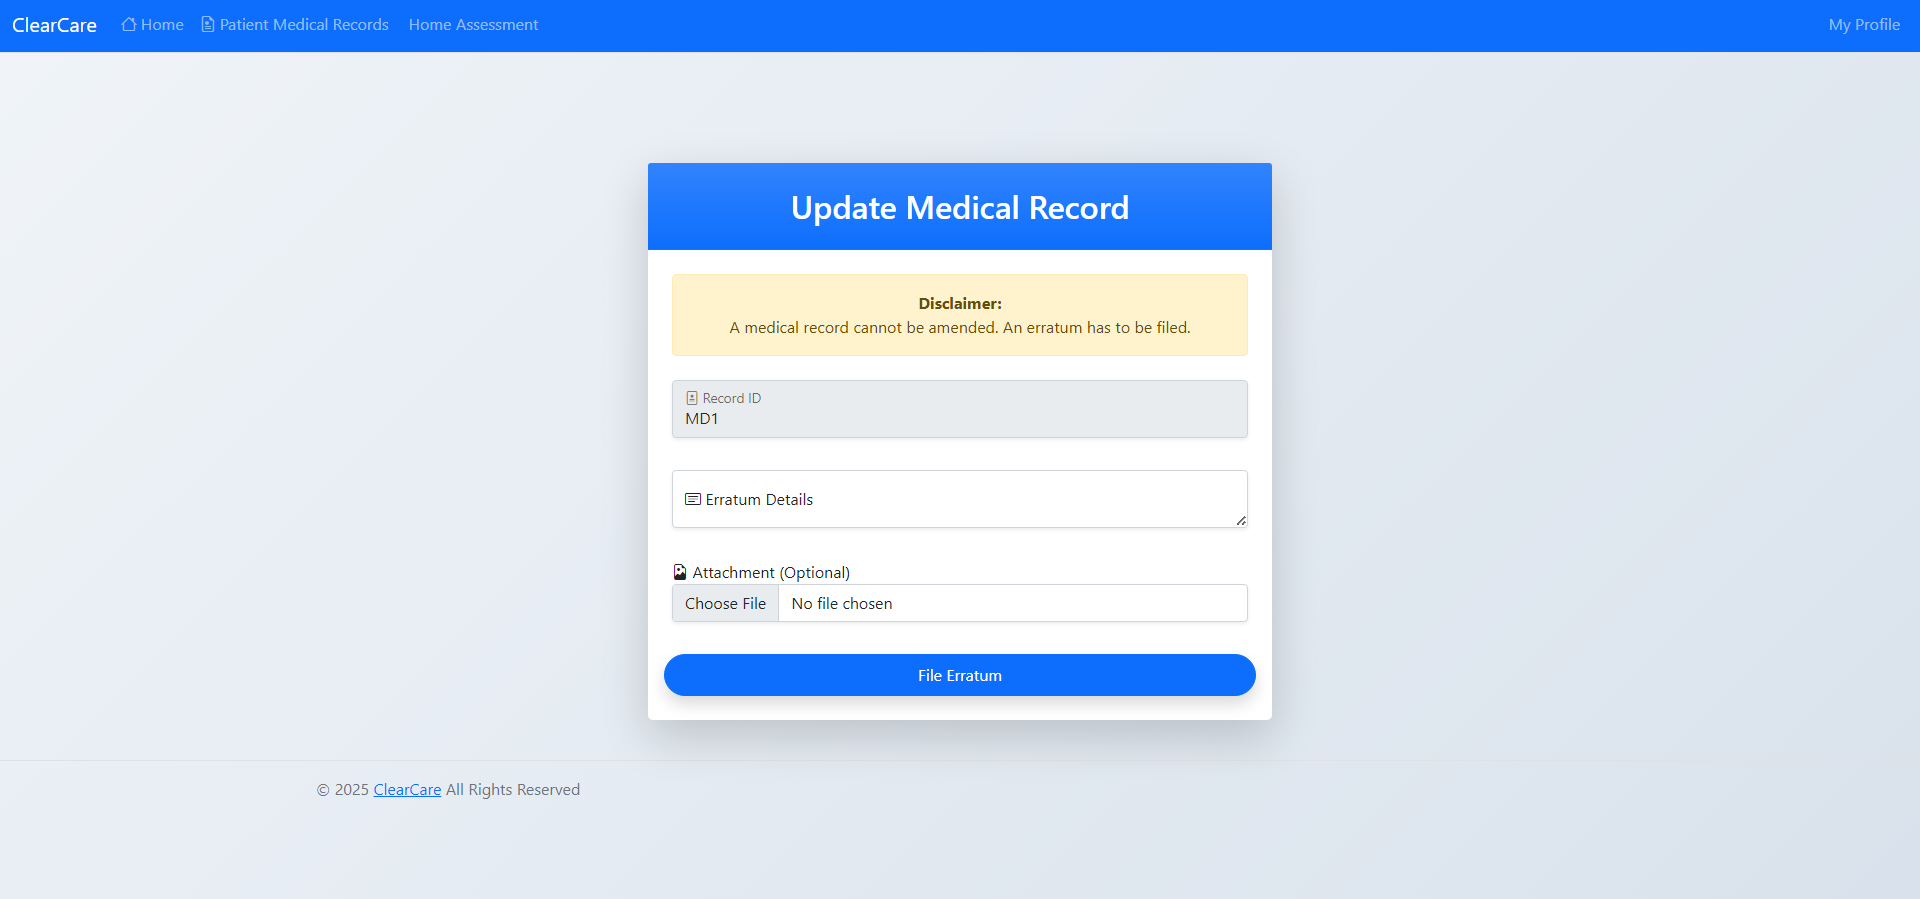 ClearCare Home Patient Medical Records Home Assessment My Profile
Update Medical Record
Disclaimer:
A medical record cannot be amended. An erratum has to be filed.
Record ID
MD1
Erratum Details
Attachment (Optional)
Choose File No file chosen
File Erratum
© 2025 ClearCare All Rights Reserved